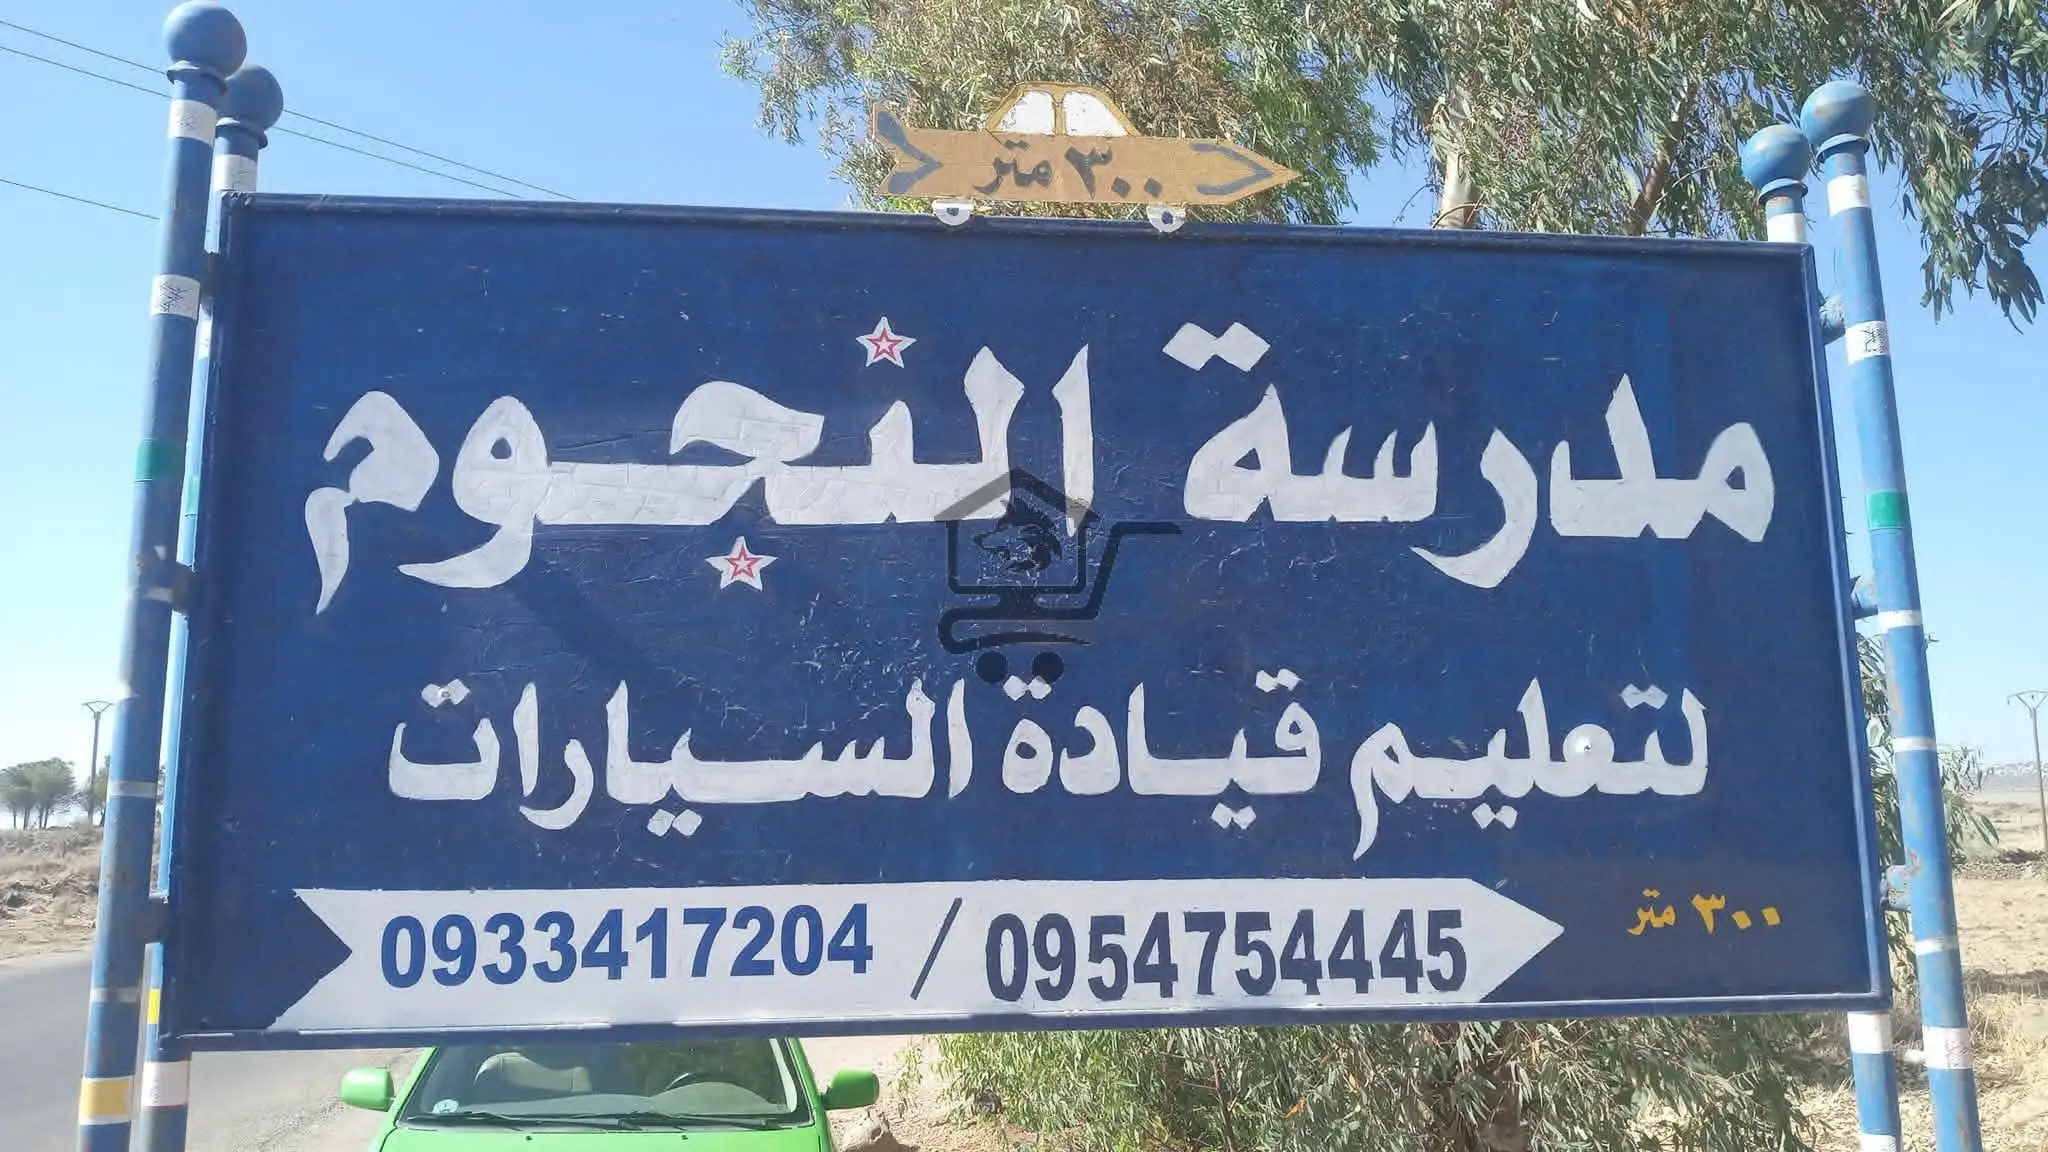 ٣٠٠ متر
مدرسة النجوم
لتعليم قيادة السيارات
0933417204 / 0954754445
٣٠٠ متر